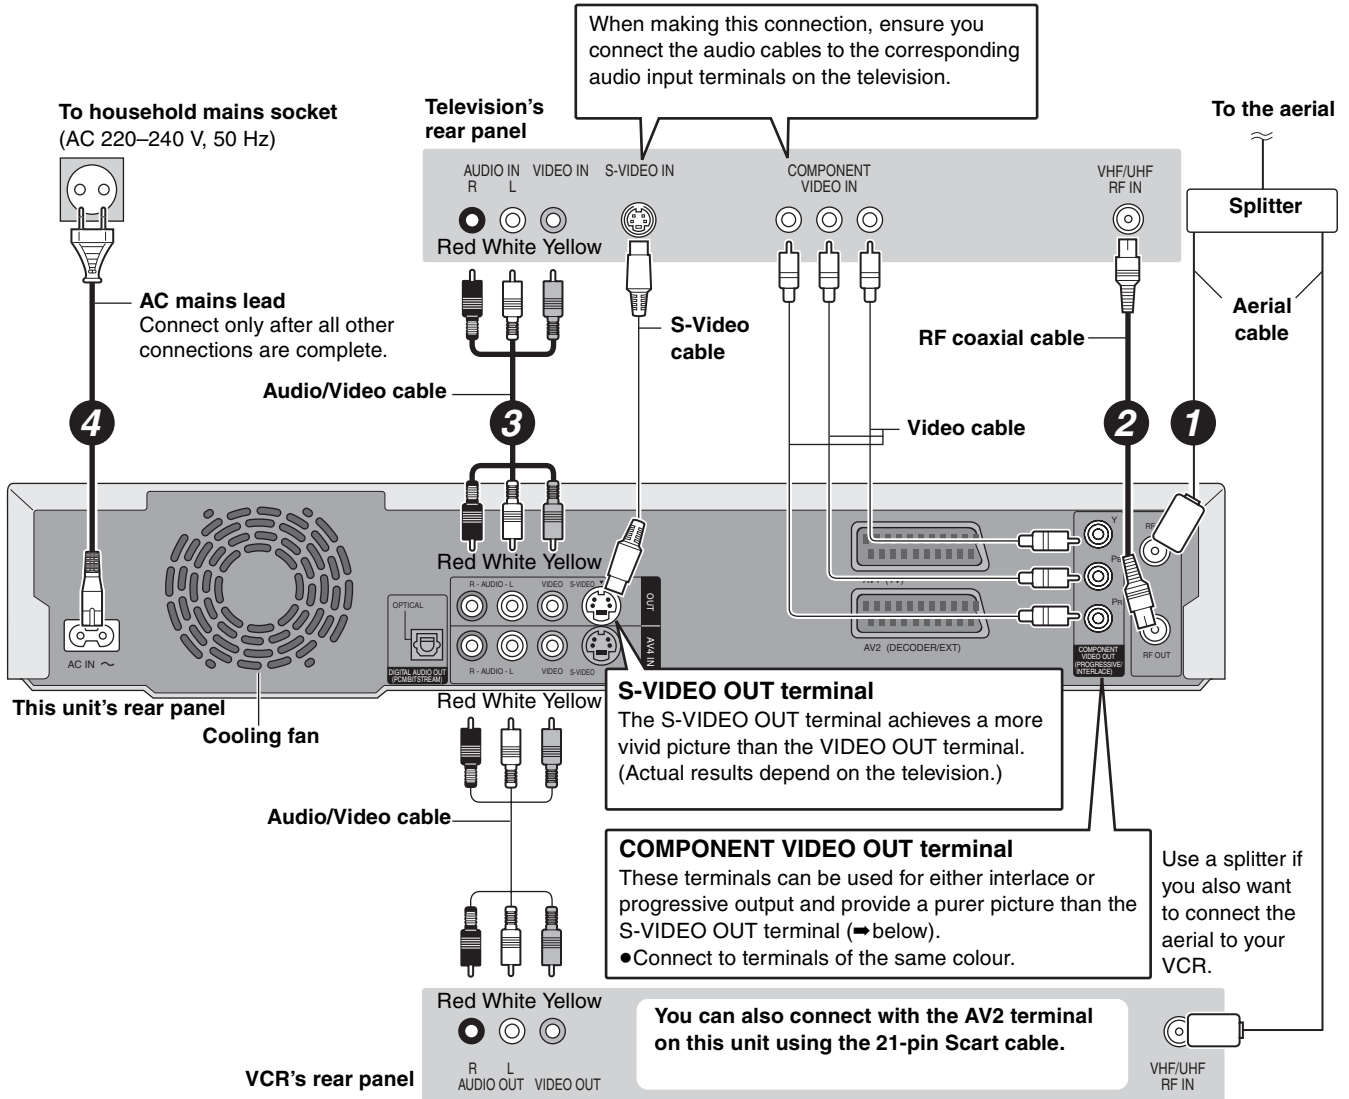 When making this connection, ensure you
connect the audio cables to the corresponding
audio input terminals on the television.
To household mains socket
(AC 220–240 V, 50 Hz)
Television's
rear panel
To the aerial
AUDIO IN
R L
VIDEO IN
S-VIDEO IN
COMPONENT
VIDEO IN
VHF/UHF
RF IN
Red White Yellow
Splitter
AC mains lead
Connect only after all other
connections are complete.
S-Video
cable
RF coaxial cable
Aerial
cable
Audio/Video cable
Video cable
4
3
2
1
Red White Yellow
R - AUDIO - L VIDEO S-VIDEO
OUT
OPTICAL
DIGITAL AUDIO OUT
(PCM/BITSTREAM)
AV4 IN
R - AUDIO - L VIDEO S-VIDEO
AC IN ~
AV1 (TV)
AV2 (DECODER/EXT)
Y
PB
PR
COMPONENT
VIDEO OUT
(PROGRESSIVE/
INTERLACE)
RF
RF OUT
This unit's rear panel
Cooling fan
Red White Yellow
S-VIDEO OUT terminal
The S-VIDEO OUT terminal achieves a more
vivid picture than the VIDEO OUT terminal.
(Actual results depend on the television.)
Audio/Video cable
COMPONENT VIDEO OUT terminal
These terminals can be used for either interlace or
progressive output and provide a purer picture than the
S-VIDEO OUT terminal (➡below).
●Connect to terminals of the same colour.
Use a splitter if
you also want
to connect the
aerial to your
VCR.
Red White Yellow
You can also connect with the AV2 terminal
on this unit using the 21-pin Scart cable.
VCR's rear panel
R L
AUDIO OUT VIDEO OUT
VHF/UHF
RF IN